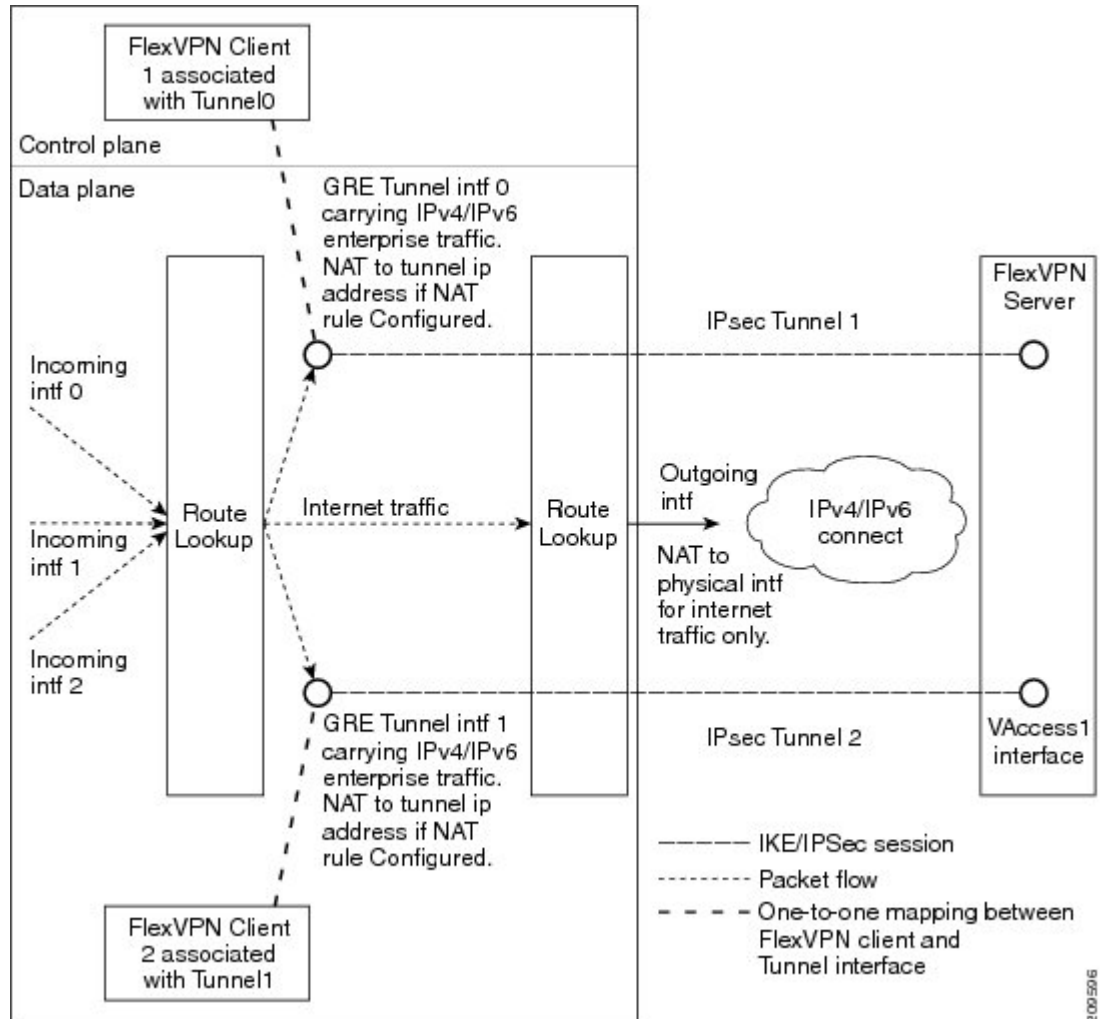 FlexVPN Client
1 associated
with Tunnel0
Control plane
Data plane
GRE Tunnel intf 0
carrying IPv4/IPv6
enterprise traffic.
NAT to tunnel ip
address if NAT
rule Configured.
FlexVPN
Server
IPsec Tunnel 1
Incoming
intf 0
Incoming
intf 1
Incoming
intf 2
Route
Lookup
Internet traffic
Route
Lookup
Outgoing
intf
NAT to
physical intf
for internet
traffic only.
IPv4/IPv6
connect
GRE Tunnel intf 1
carrying IPv4/IPv6
enterprise traffic.
NAT to tunnel ip
address if NAT
rule Configured.
IPsec Tunnel 2
VAccess1
interface
IKE/IPSec session
Packet flow
One-to-one mapping between
FlexVPN client and
Tunnel interface
FlexVPN Client
2 associated
with Tunnel1